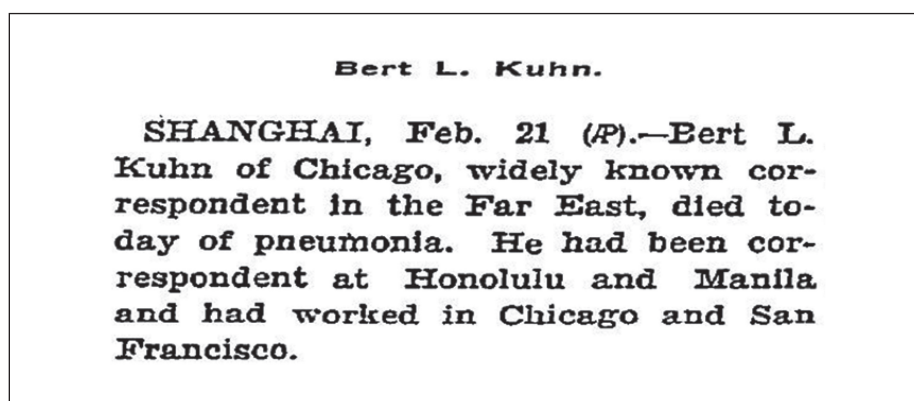 Bert L. Kuhn.
SHANGHAI, Feb. 21 (AP).—Bert L.
Kuhn of Chicago, widely known cor-
respondent in the Far East, died to-
day of pneumonia. He had been cor-
respondent at Honolulu and Manila
and had worked in Chicago and San
Francisco.